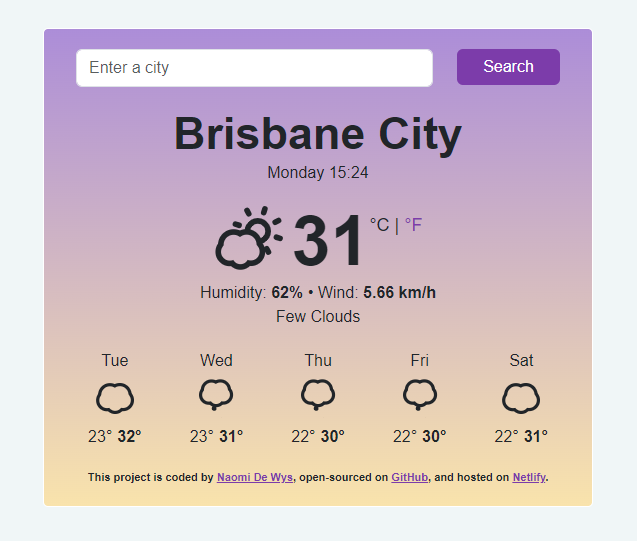 Enter a city
Search
Brisbane City
Monday 15:24
31 °C | °F
Humidity: 62% • Wind: 5.66 km/h
Few Clouds
Tue Wed Thu Fri Sat
23° 32° 23° 31° 22° 30° 22° 30° 22° 31°
This project is coded by Naomi De Wys, open-sourced on GitHub, and hosted on Netlify.